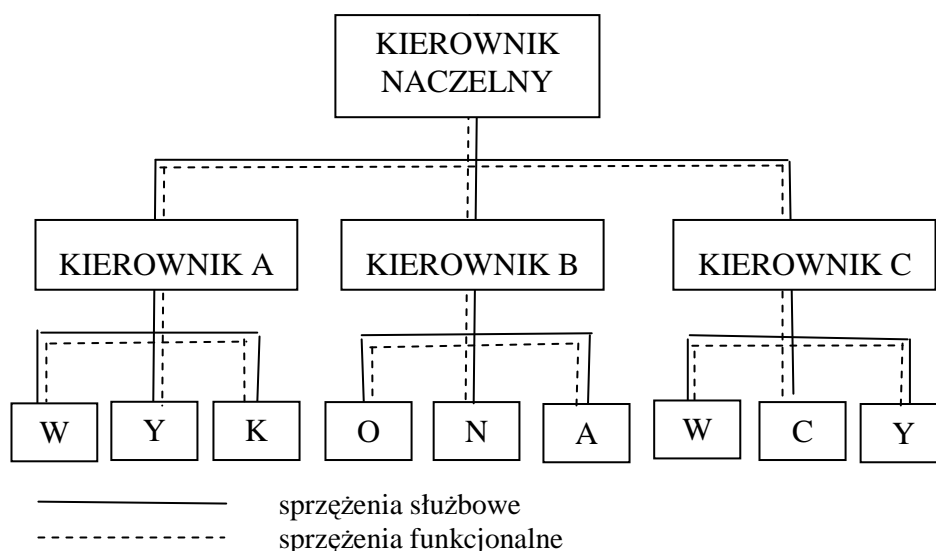 KIEROWNIK
NACZELNY
KIEROWNIK A
KIEROWNIK B
KIEROWNIK C
W
Y
K
O
N
A
W
C
Y
sprzężenia służbowe
sprzężenia funkcjonalne